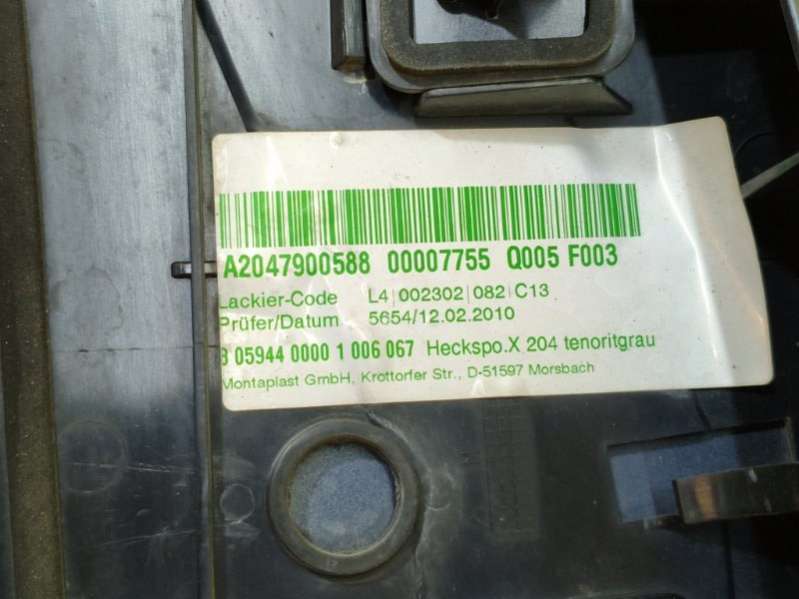 A2047900588 00007755 Q005 F003
Lackier-Code L4|002302|082|C13
Prüfer/Datum 5654/12.02.2010
05944 0000 1 006 067 Heckspo.X 204 tenoritgrau
Montaplast GmbH, Krottorfer Str., D-51597 Morsbach